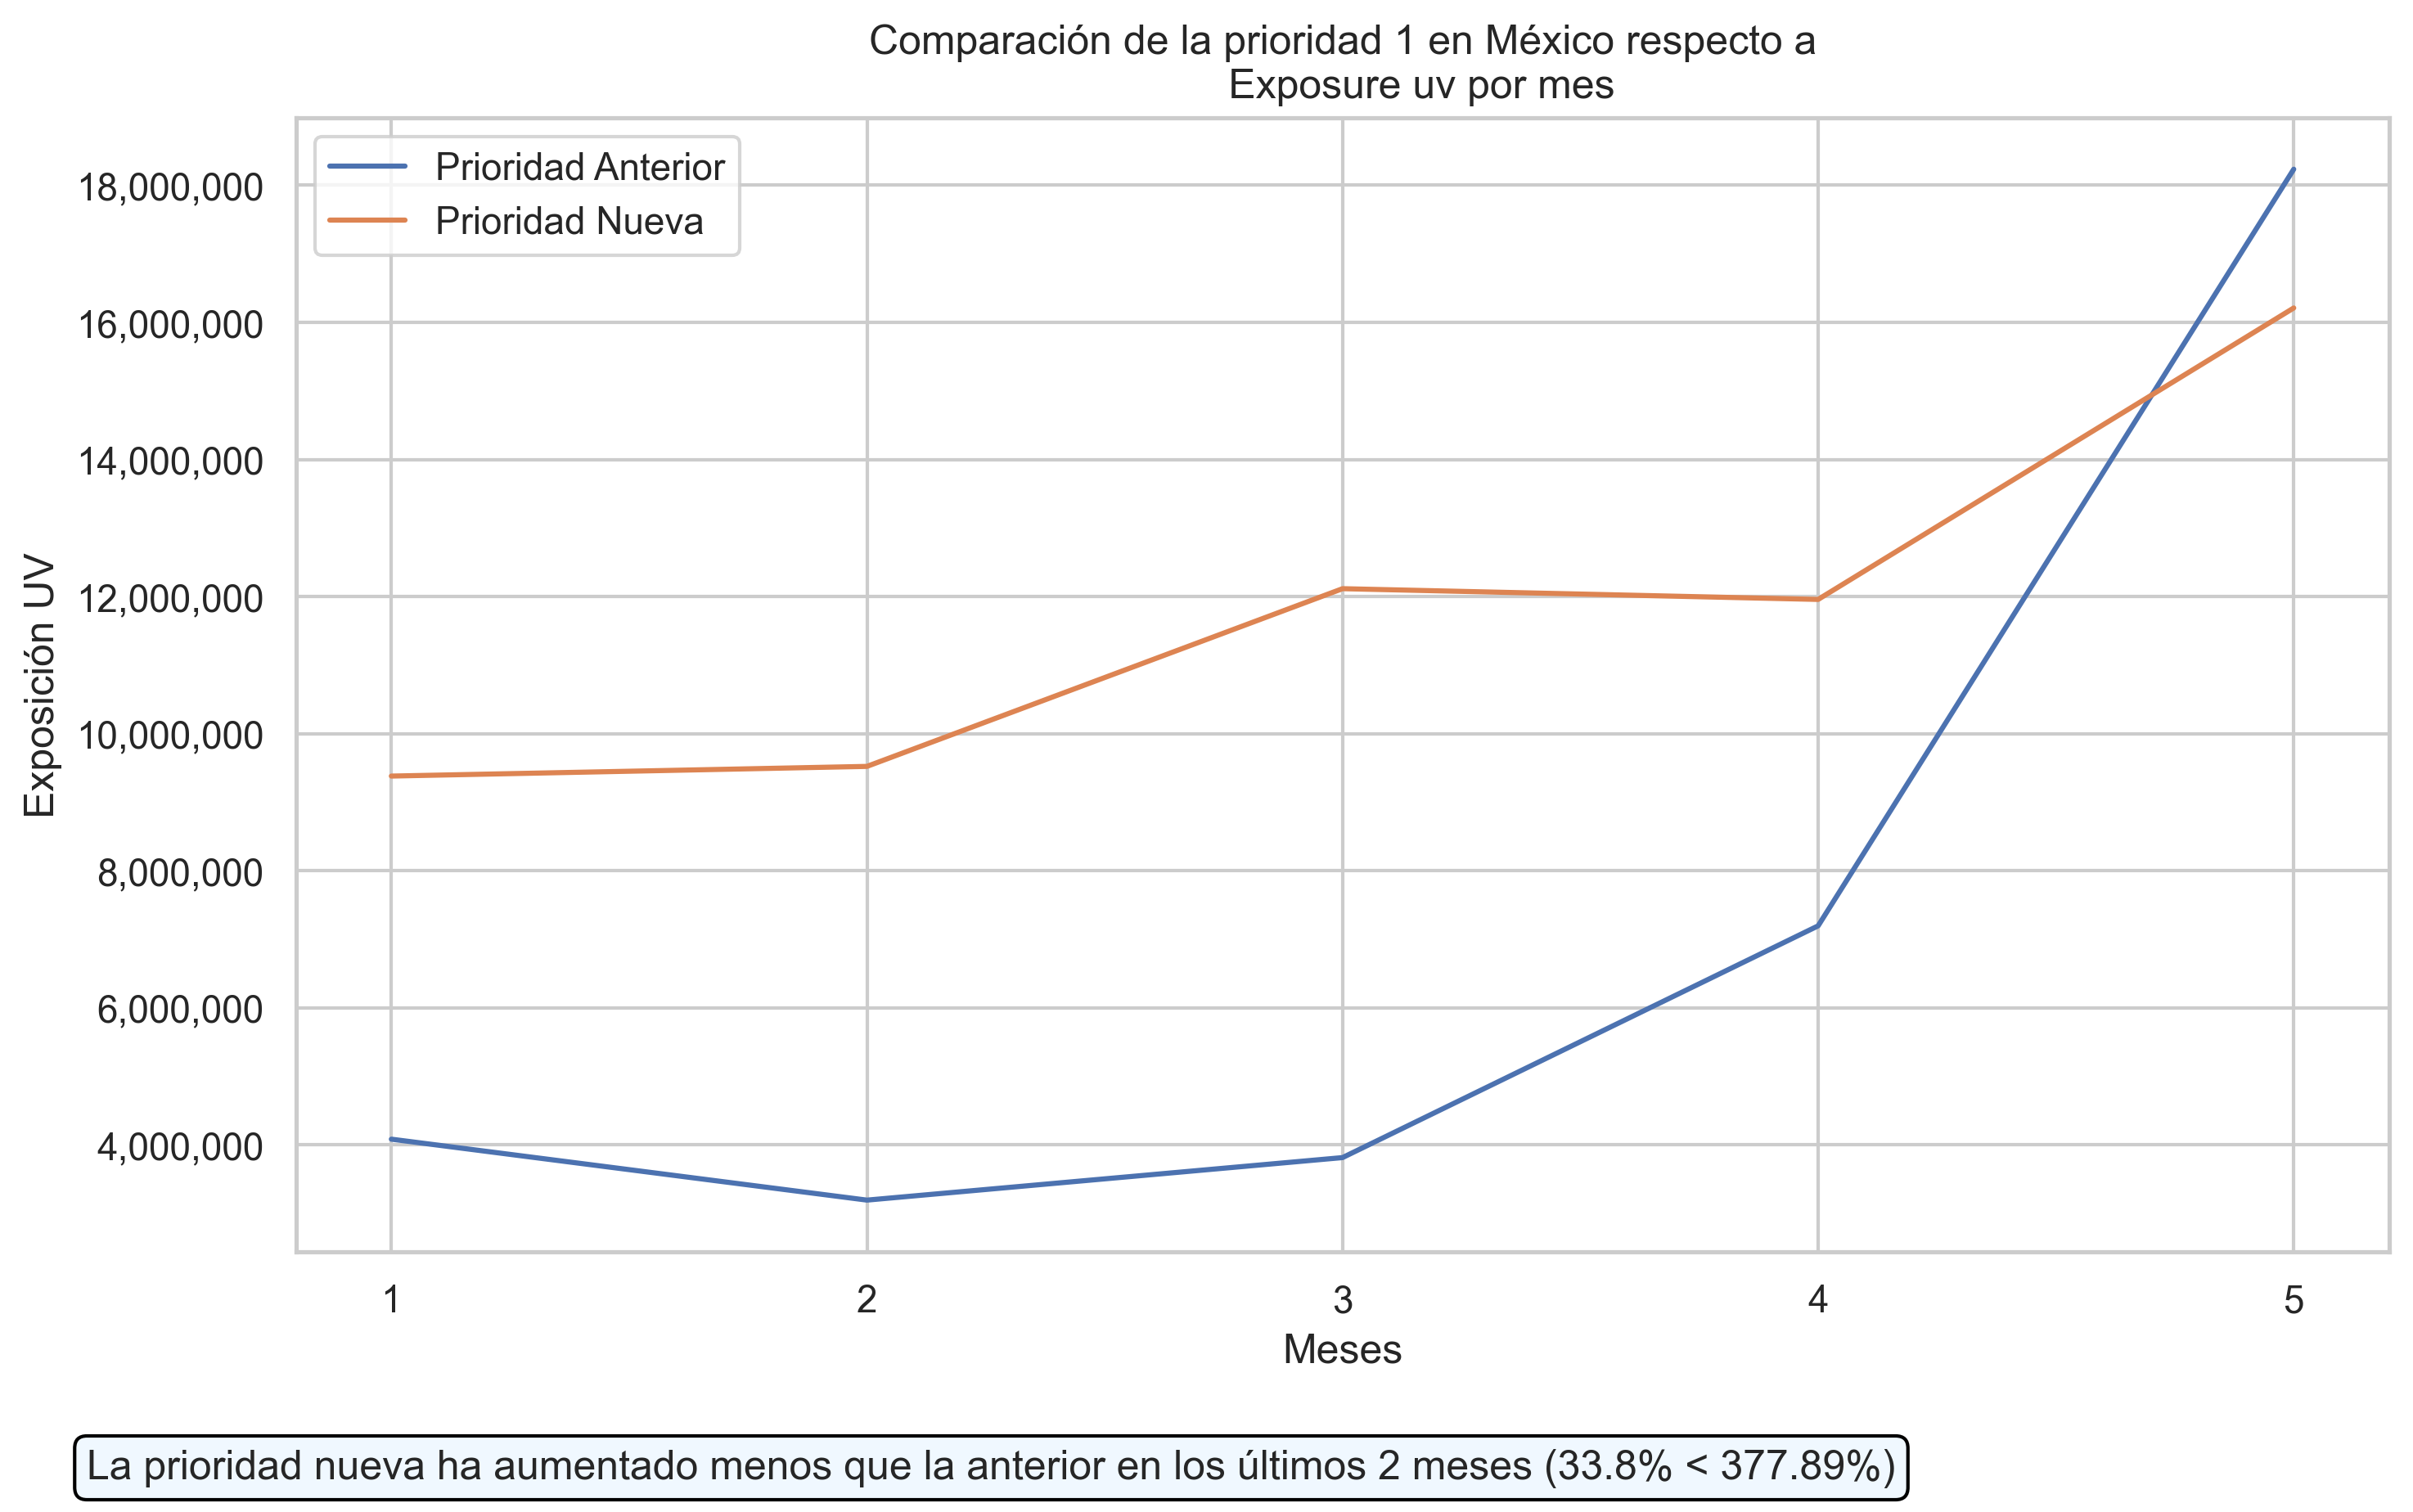 Comparación de la prioridad 1 en México respecto a
Exposure uv por mes
Prioridad Anterior
Prioridad Nueva
18,000,000
16,000,000
14,000,000
12,000,000
10,000,000
8,000,000
6,000,000
4,000,000
Exposición UV
1 2 3 4 5
Meses
La prioridad nueva ha aumentado menos que la anterior en los últimos 2 meses (33.8% < 377.89%)